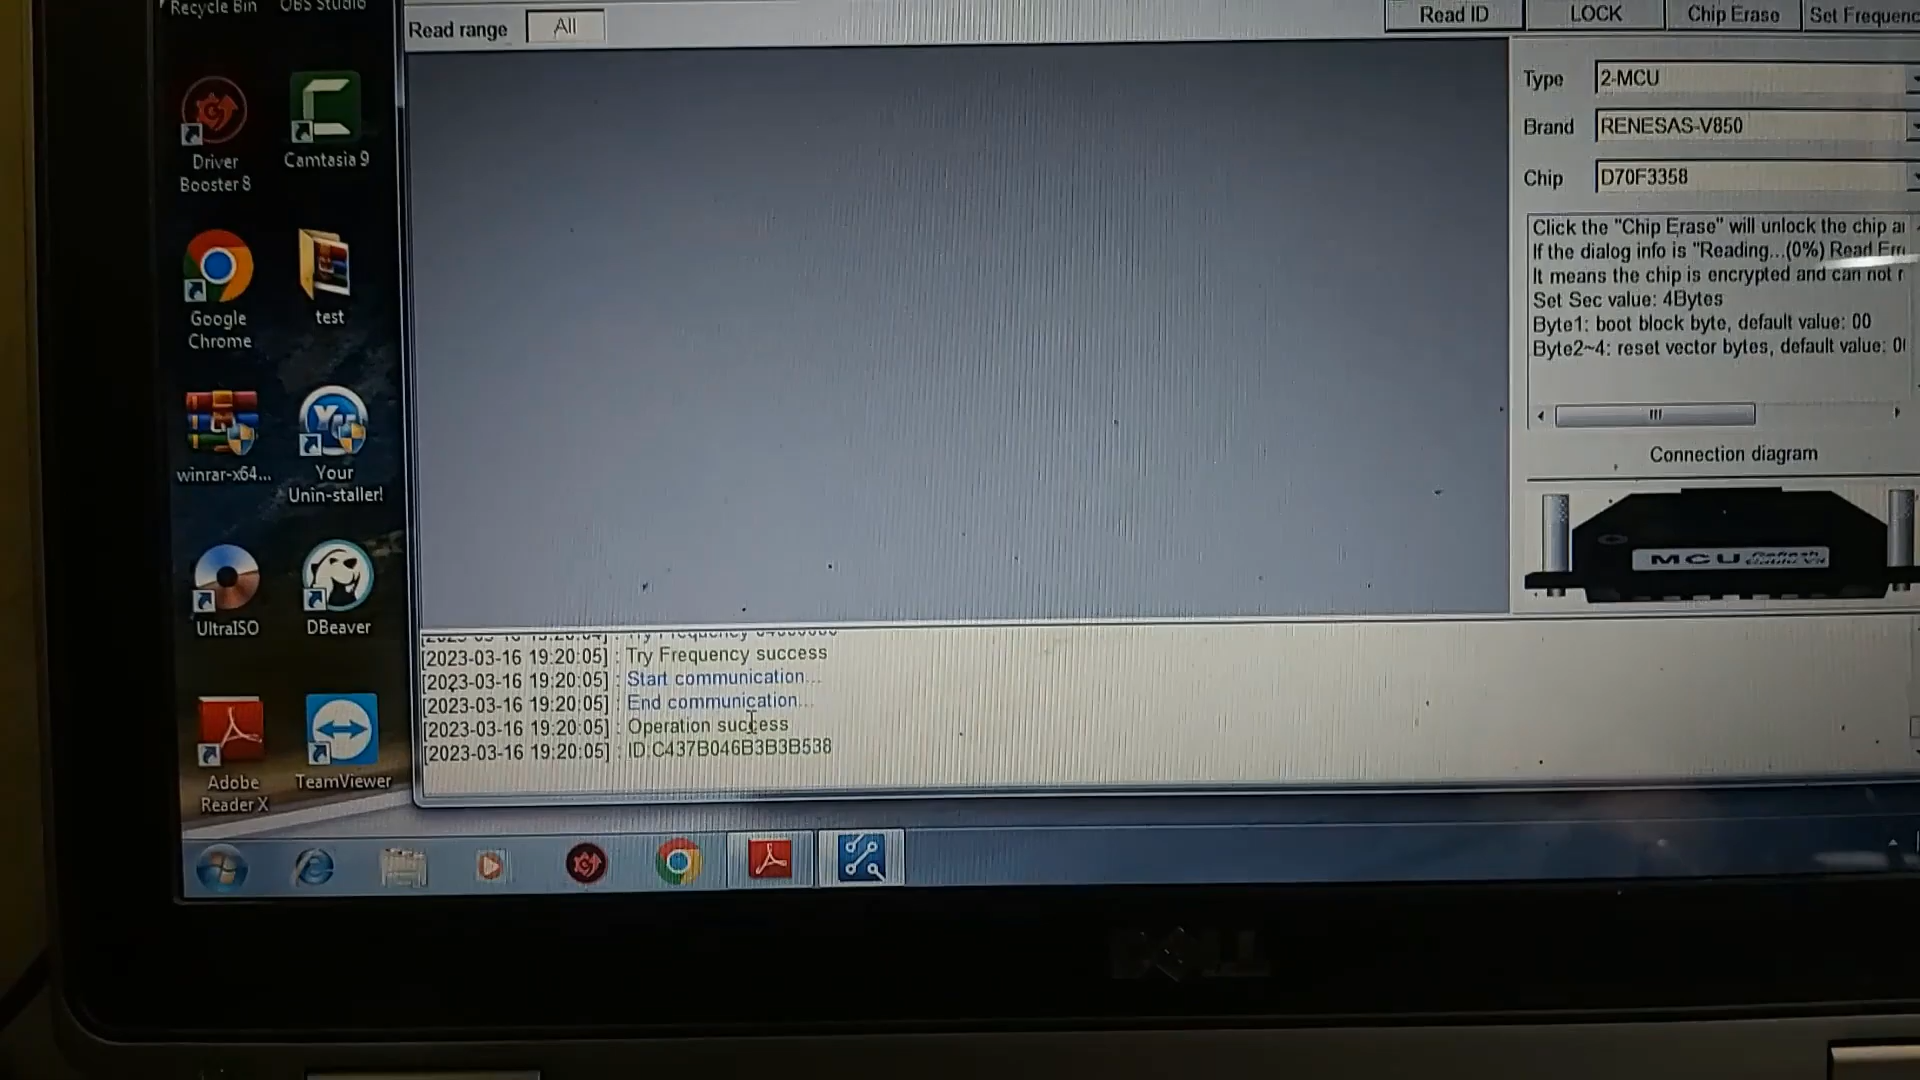 Recycle Bin
OBS Studio
Read range
All
Read ID
LOCK
Chip Erase
Set Frequenc
Driver
Booster 8
Camtasia 9
Type
2-MCU
Brand
RENESAS-V850
Chip
D70F3358
Google
Chrome
test
Click the "Chip Erase" will unlock the chip
If the dialog info is "Reading...(0%) Read
It means the chip is encrypted and can not
Set Sec value: 4Bytes
Byte1: boot block byte, default value: 00
Byte2~4: reset vector bytes, default value:
winrar-x64...
Your
Unin-staller!
Connection diagram
MCU
UltraISO
DBeaver
[2023-03-16 19:20:05] : Try Frequency success
[2023-03-16 19:20:05] : Start communication...
[2023-03-16 19:20:05] : End communication...
[2023-03-16 19:20:05] : Operation success
[2023-03-16 19:20:05] : ID:C437B046B3B3B538
Adobe
Reader X
TeamViewer
DELL